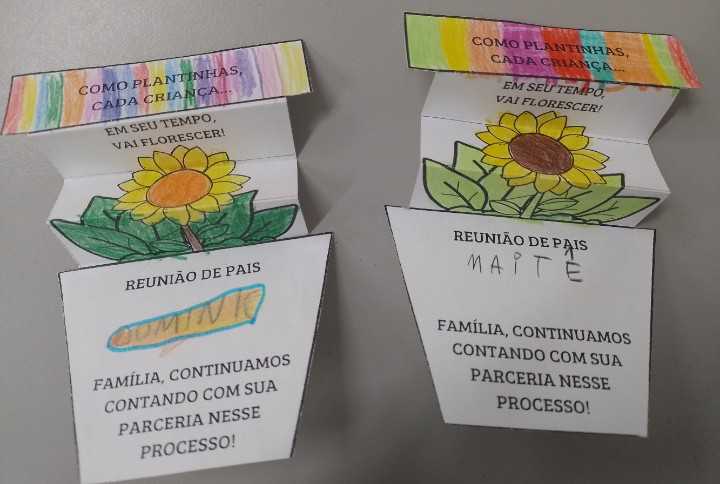 COMO PLANTINHAS,
CADA CRIANÇA...
EM SEU TEMPO,
VAI FLORESCER!
REUNIÃO DE PAIS
DOMINIC
FAMÍLIA, CONTINUAMOS
CONTANDO COM SUA
PARCERIA NESSE
PROCESSO!
COMO PLANTINHAS,
CADA CRIANÇA...
EM SEU TEMPO,
VAI FLORESCER!
REUNIÃO DE PAIS
MAITÊ
FAMÍLIA, CONTINUAMOS
CONTANDO COM SUA
PARCERIA NESSE
PROCESSO!